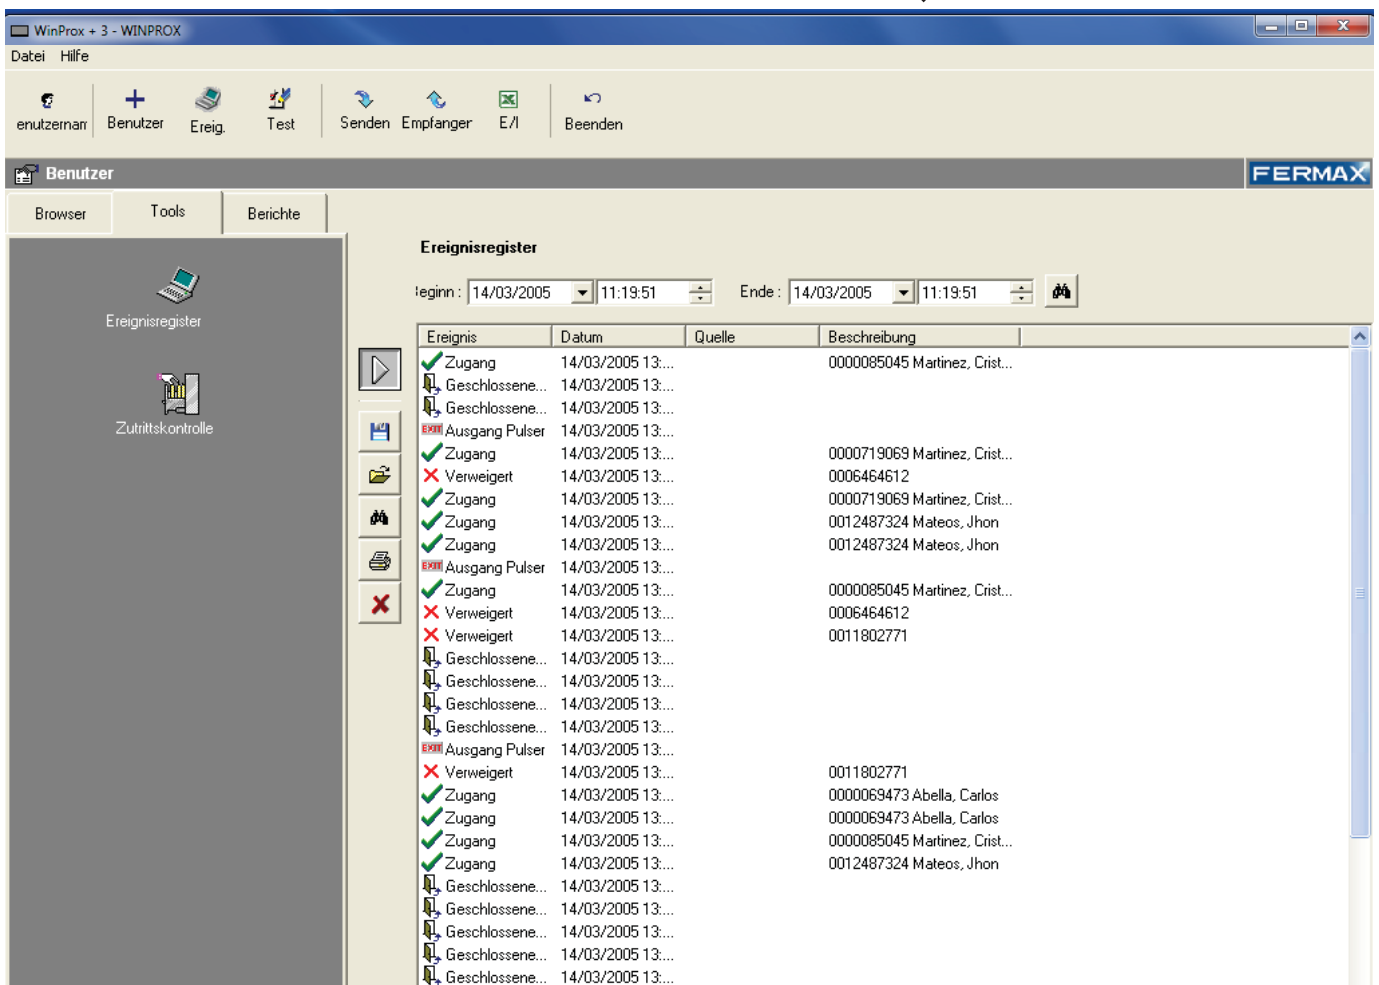 WinProx + 3 - WINPROX
Datei Hilfe
enutzernam Benutzer Ereig. Test Senden Empfanger E/I Beenden
Benutzer FERMAX
Browser Tools Berichte
Ereignisregister
Zutrittskontrolle
Ereignisregister
eginn : 14/03/2005 11:19:51 Ende : 14/03/2005 11:19:51
Ereignis Datum Quelle Beschreibung
Zugang 14/03/2005 13:... 0000085045 Martinez, Crist...
Geschlossene... 14/03/2005 13:...
Geschlossene... 14/03/2005 13:...
EXIT Ausgang Pulser 14/03/2005 13:...
Zugang 14/03/2005 13:... 0000719069 Martinez, Crist...
Verweigert 14/03/2005 13:... 0006464612
Zugang 14/03/2005 13:... 0000719069 Martinez, Crist...
Zugang 14/03/2005 13:... 0012487324 Mateos, Jhon
Zugang 14/03/2005 13:... 0012487324 Mateos, Jhon
EXIT Ausgang Pulser 14/03/2005 13:...
Zugang 14/03/2005 13:... 0000085045 Martinez, Crist...
Verweigert 14/03/2005 13:... 0006464612
Verweigert 14/03/2005 13:... 0011802771
Geschlossene... 14/03/2005 13:...
Geschlossene... 14/03/2005 13:...
Geschlossene... 14/03/2005 13:...
Geschlossene... 14/03/2005 13:...
EXIT Ausgang Pulser 14/03/2005 13:...
Verweigert 14/03/2005 13:... 0011802771
Zugang 14/03/2005 13:... 0000069473 Abella, Carlos
Zugang 14/03/2005 13:... 0000069473 Abella, Carlos
Zugang 14/03/2005 13:... 0000085045 Martinez, Crist...
Zugang 14/03/2005 13:... 0012487324 Mateos, Jhon
Geschlossene... 14/03/2005 13:...
Geschlossene... 14/03/2005 13:...
Geschlossene... 14/03/2005 13:...
Geschlossene... 14/03/2005 13:...
Geschlossene... 14/03/2005 13:...